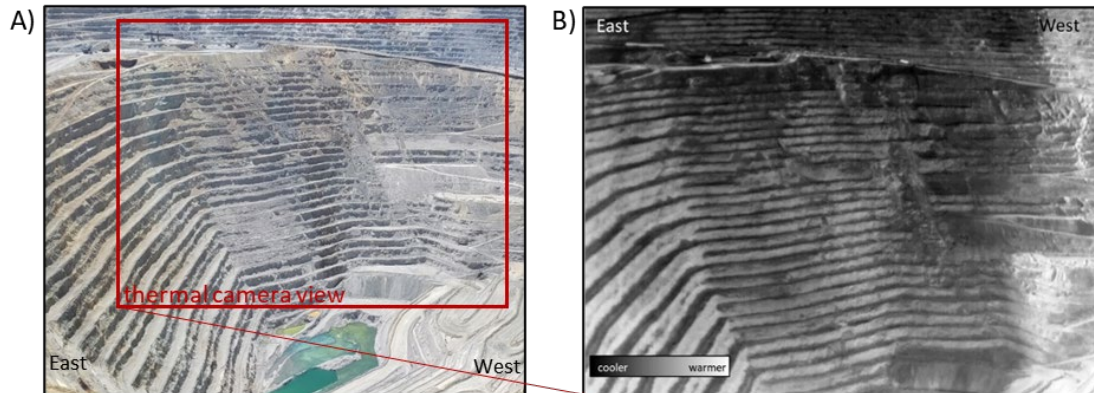 A)
thermal camera view
East
West
B)
East
West
cooler
warmer